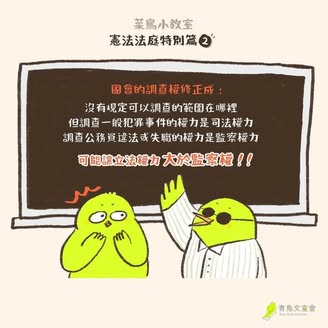 菜鳥小教室
憲法法庭特別篇2
國會的調查權修正成：
沒有規定可以調查的範圍在哪裡
但調查一般犯罪事件的權力是司法權力
調查公務員違法或失職的權力是監察權力
可能讓立法權力 大於監察權！！
青鳥文宣會